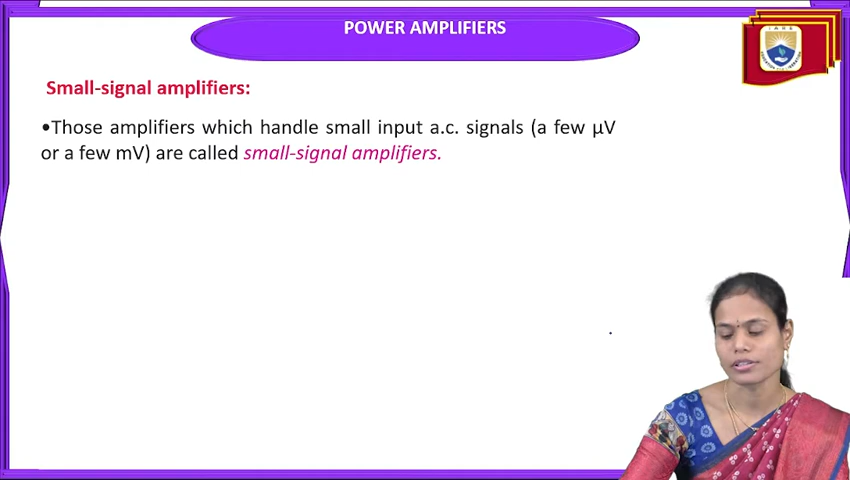 POWER AMPLIFIERS
I A R E
Small-signal amplifiers:
•Those amplifiers which handle small input a.c. signals (a few µV
or a few mV) are called small-signal amplifiers.